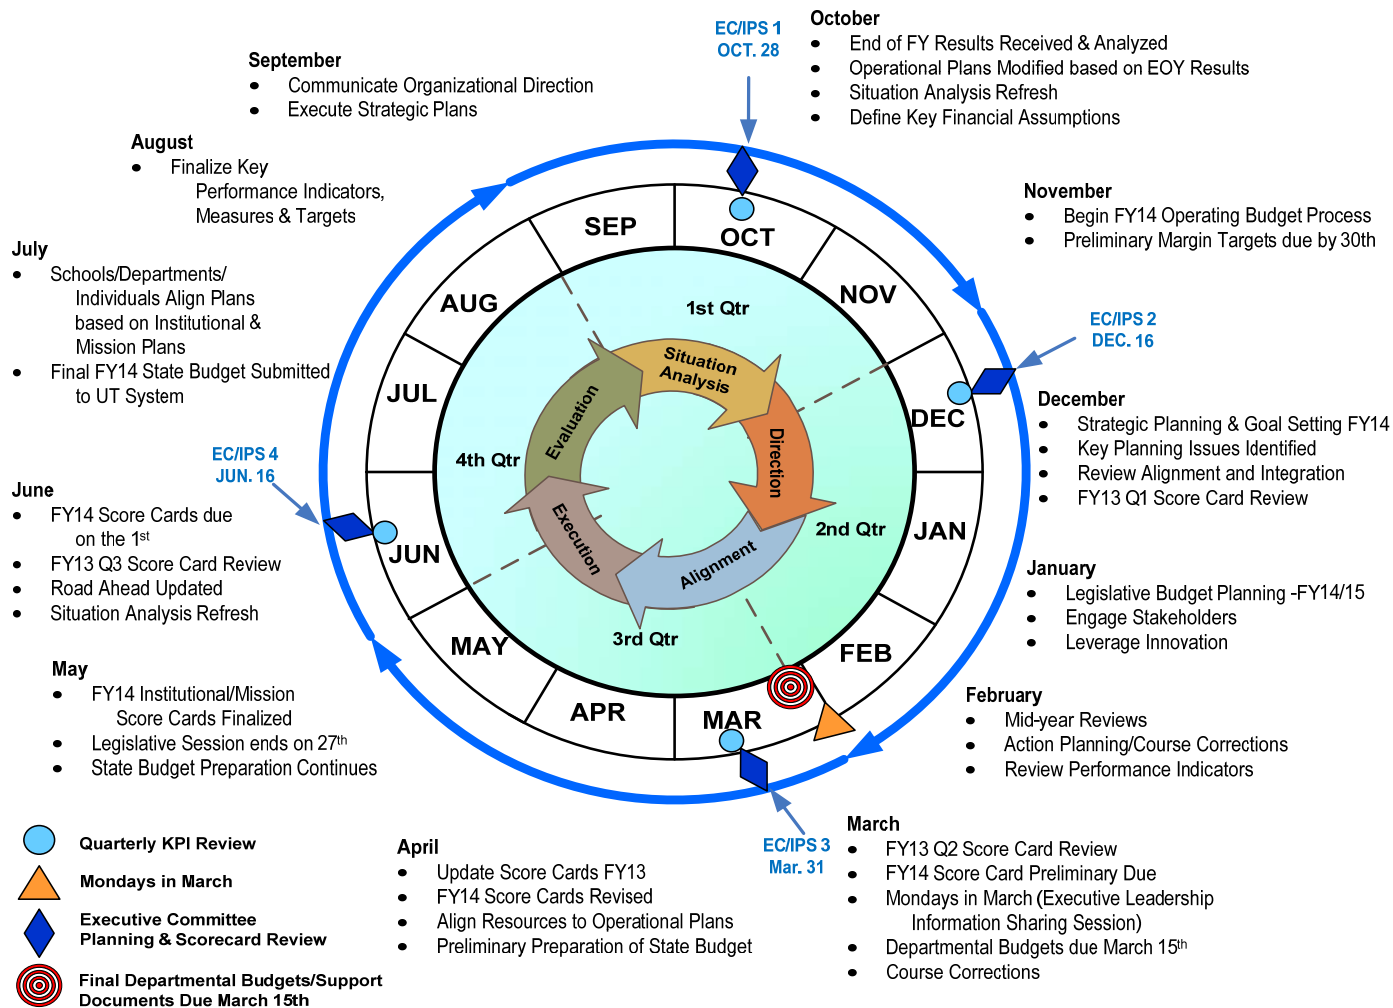 October
• End of FY Results Received & Analyzed
• Operational Plans Modified based on EOY Results
• Situation Analysis Refresh
• Define Key Financial Assumptions
EC/IPS 1
OCT. 28
September
• Communicate Organizational Direction
• Execute Strategic Plans
August
• Finalize Key
Performance Indicators,
Measures & Targets
November
• Begin FY14 Operating Budget Process
• Preliminary Margin Targets due by 30th
July
• Schools/Departments/
Individuals Align Plans
based on Institutional &
Mission Plans
• Final FY14 State Budget Submitted
to UT System
EC/IPS 2
DEC. 16
December
• Strategic Planning & Goal Setting FY14
• Key Planning Issues Identified
• Review Alignment and Integration
• FY13 Q1 Score Card Review
EC/IPS 4
JUN. 16
June
• FY14 Score Cards due
on the 1st
• FY13 Q3 Score Card Review
• Road Ahead Updated
• Situation Analysis Refresh
January
• Legislative Budget Planning -FY14/15
• Engage Stakeholders
• Leverage Innovation
May
• FY14 Institutional/Mission
Score Cards Finalized
• Legislative Session ends on 27th
• State Budget Preparation Continues
February
• Mid-year Reviews
• Action Planning/Course Corrections
• Review Performance Indicators
SEP
OCT
NOV
DEC
JAN
FEB
MAR
APR
MAY
JUN
JUL
AUG
1st Qtr
2nd Qtr
3rd Qtr
4th Qtr
Situation
Analysis
Direction
Alignment
Execution
Evaluation
EC/IPS 3
Mar. 31
March
• FY13 Q2 Score Card Review
• FY14 Score Card Preliminary Due
• Mondays in March (Executive Leadership
Information Sharing Session)
• Departmental Budgets due March 15th
• Course Corrections
April
• Update Score Cards FY13
• FY14 Score Cards Revised
• Align Resources to Operational Plans
• Preliminary Preparation of State Budget
Quarterly KPI Review
Mondays in March
Executive Committee
Planning & Scorecard Review
Final Departmental Budgets/Support
Documents Due March 15th